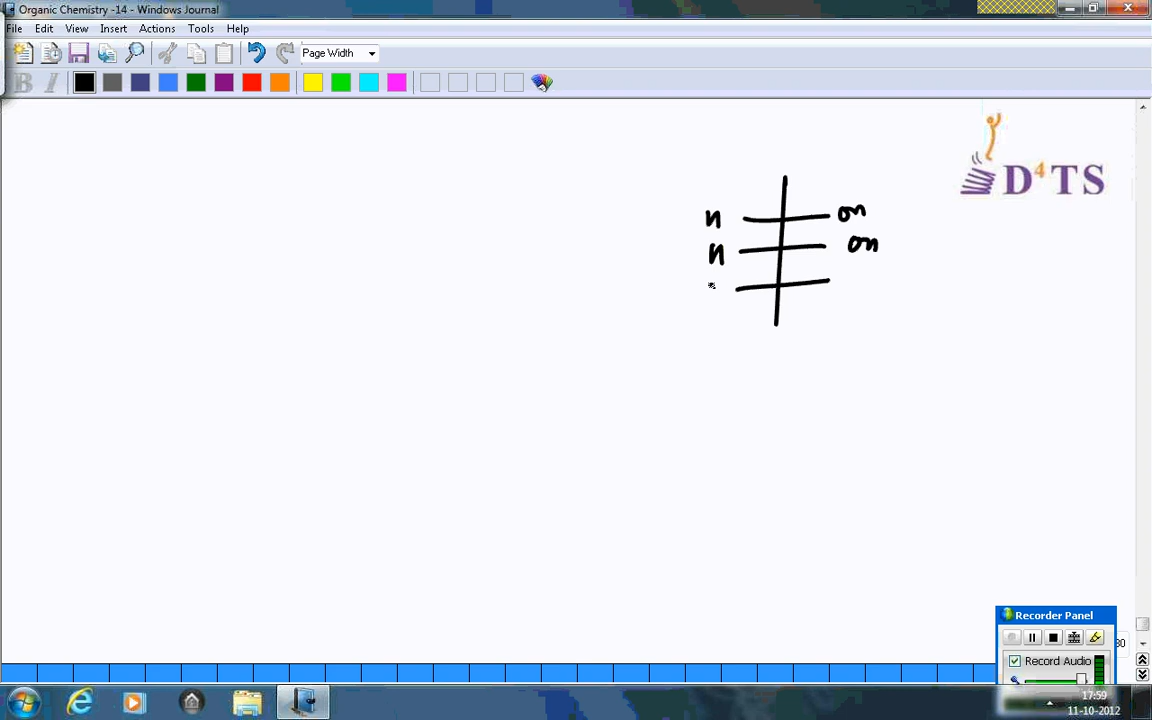 Organic Chemistry -14 - Windows Journal
File Edit View Insert Actions Tools Help
Page Width
B I
D4TS
H OH
H OH
Recorder Panel
Record Audio
17:59
11-10-2012